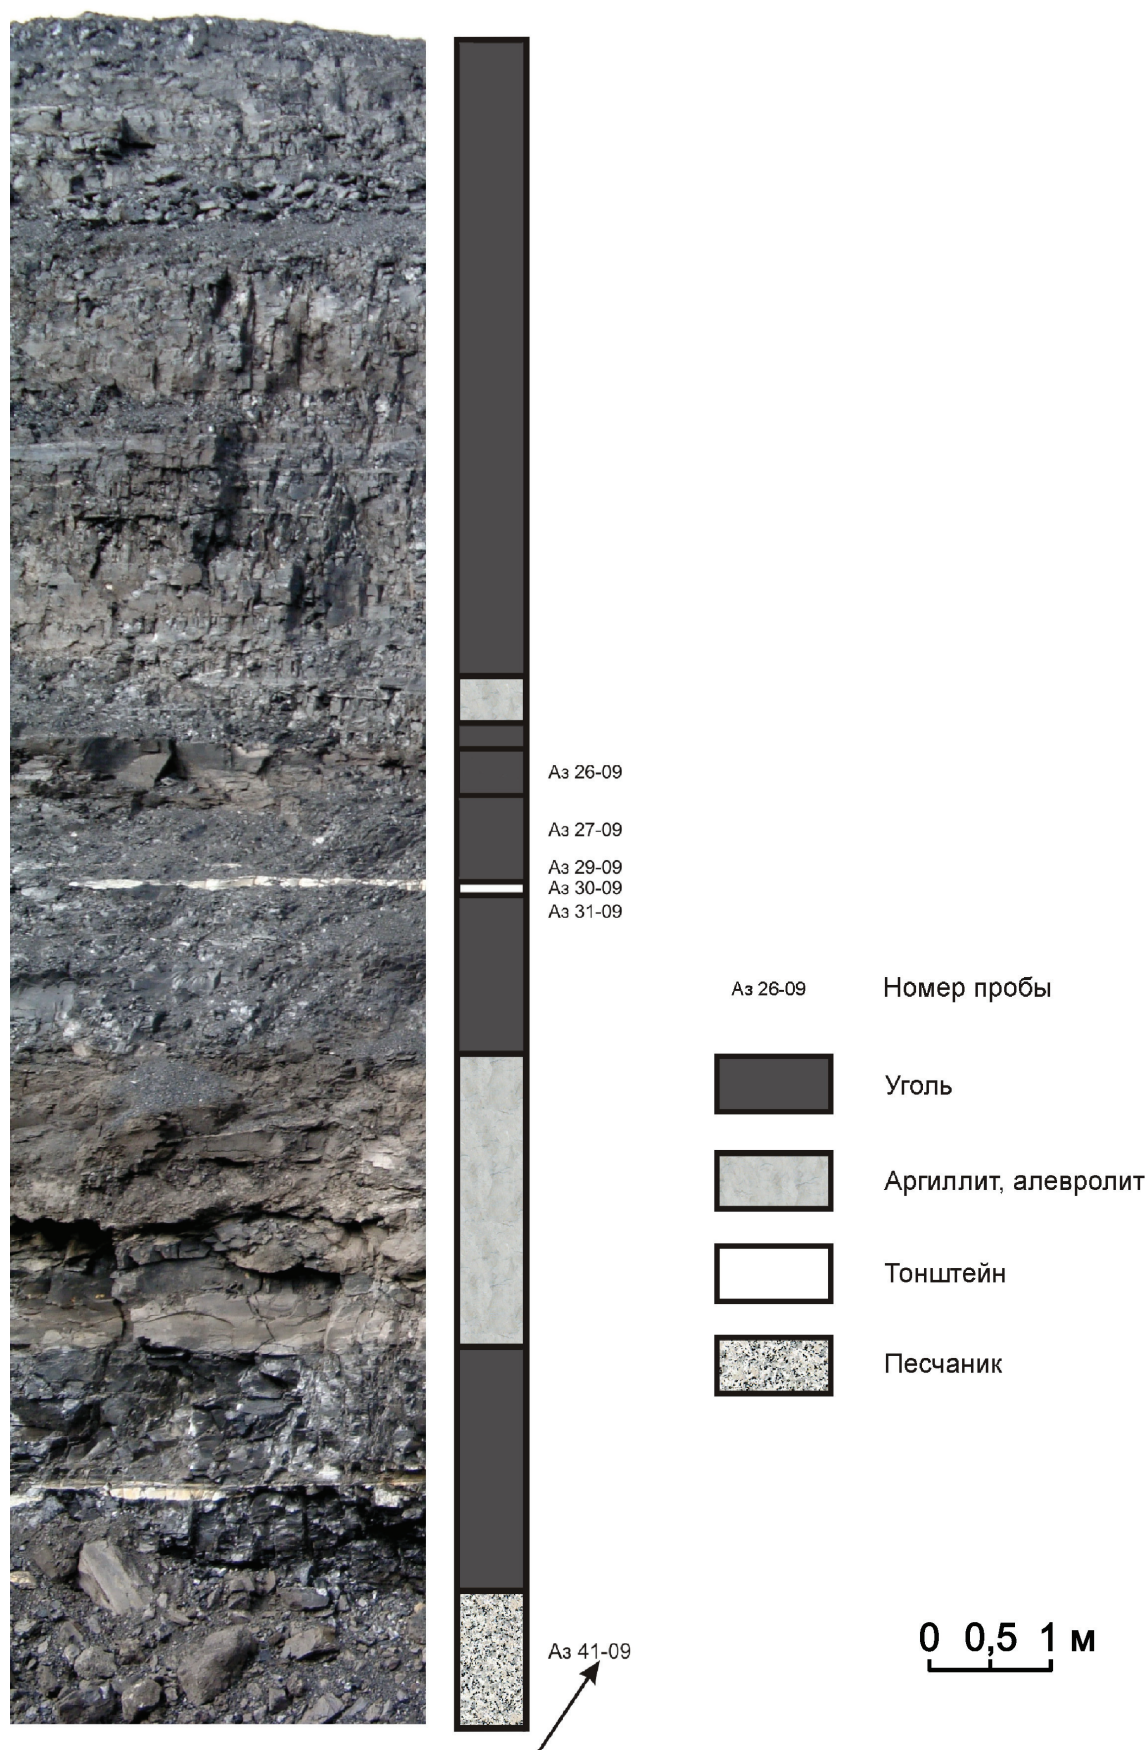 Аз 26-09
Аз 27-09
Аз 29-09
Аз 30-09
Аз 31-09
Аз 26-09 Номер пробы
Уголь
Аргиллит, алевролит
Тонштейн
Песчаник
Аз 41-09
0 0,5 1 м